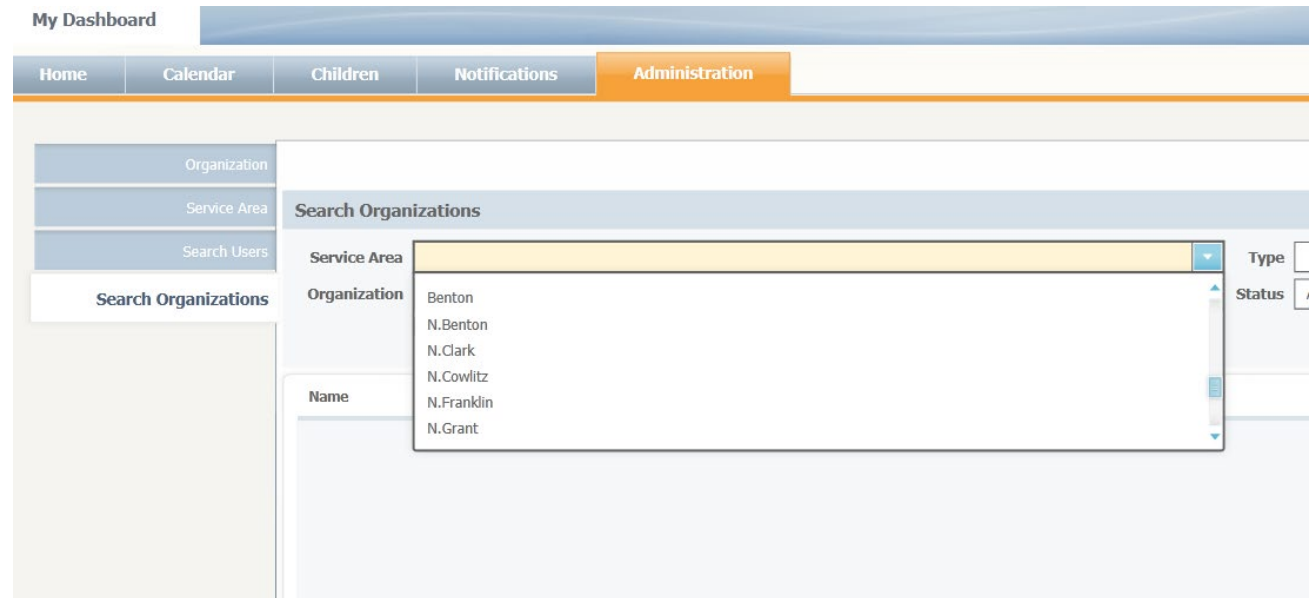 My Dashboard
Home Calendar Children Notifications Administration
Organization
Service Area
Search Users
Search Organizations
Search Organizations
Service Area
Type
Organization
Status
Benton
N.Benton
N.Clark
N.Cowlitz
N.Franklin
N.Grant
Name